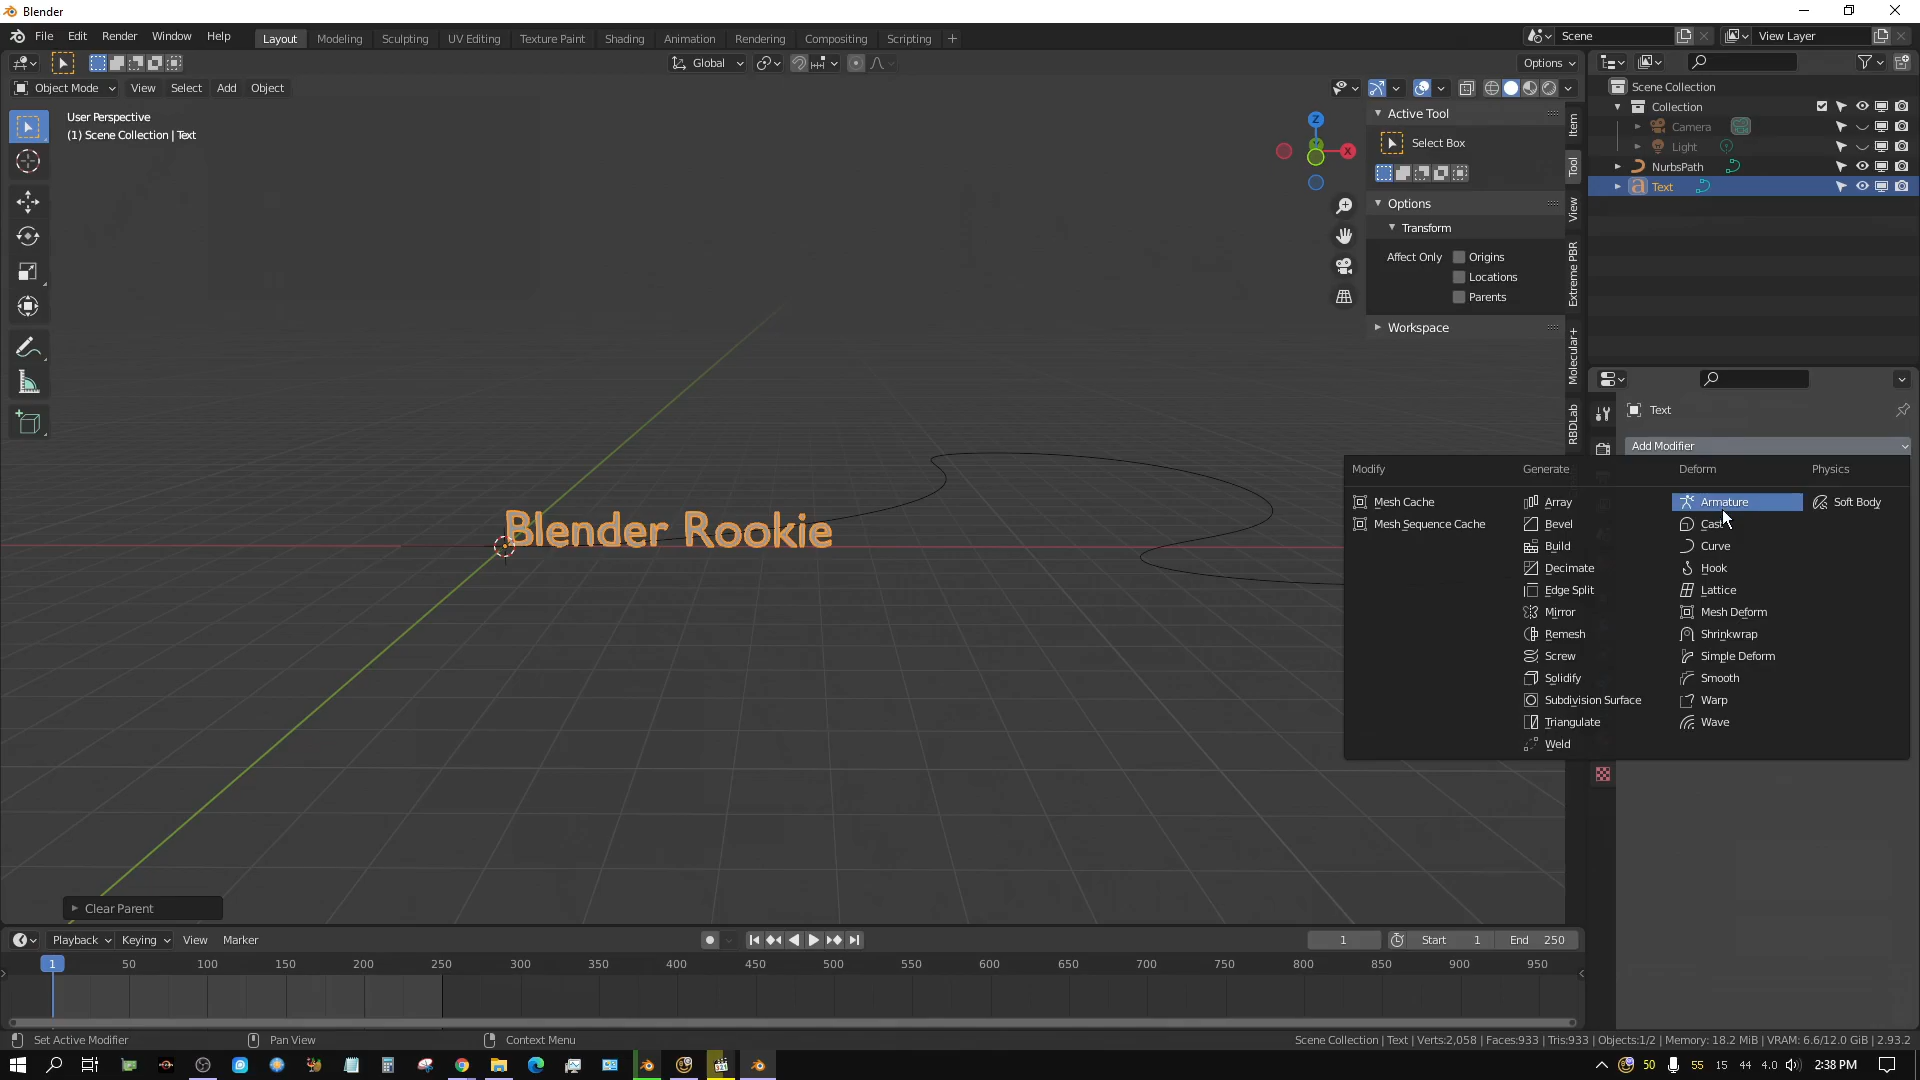 Blender
File Edit Render Window Help
Layout Modeling Sculpting UV Editing Texture Paint Shading Animation Rendering Compositing Scripting +
Scene
View Layer
Global
Options
Object Mode View Select Add Object
User Perspective
(1) Scene Collection | Text
Z
X
Active Tool
Select Box
Options
Transform
Affect Only Origins
Locations
Parents
Workspace
Item
Tool
View
Extreme PBR
Molecular+
RBDLab
Scene Collection
Collection
Camera
Light
NurbsPath
Text
Text
Add Modifier
Modify Generate Deform Physics
Mesh Cache Array Armature Soft Body
Mesh Sequence Cache Bevel Cast
Build Curve
Decimate Hook
Edge Split Lattice
Mirror Mesh Deform
Remesh Shrinkwrap
Screw Simple Deform
Solidify Smooth
Subdivision Surface Warp
Triangulate Wave
Weld
Blender Rookie
Clear Parent
Playback Keying View Marker
1 Start 1 End 250
1 50 100 150 200 250 300 350 400 450 500 550 600 650 700 750 800 850 900 950
Set Active Modifier Pan View Context Menu
Scene Collection | Text | Verts:2,058 | Faces:933 | Tris:933 | Objects:1/2 | Memory: 18.2 MiB | VRAM: 6.6/12.0 GiB | 2.93.2
50 55 15 44 4.0 2:38 PM